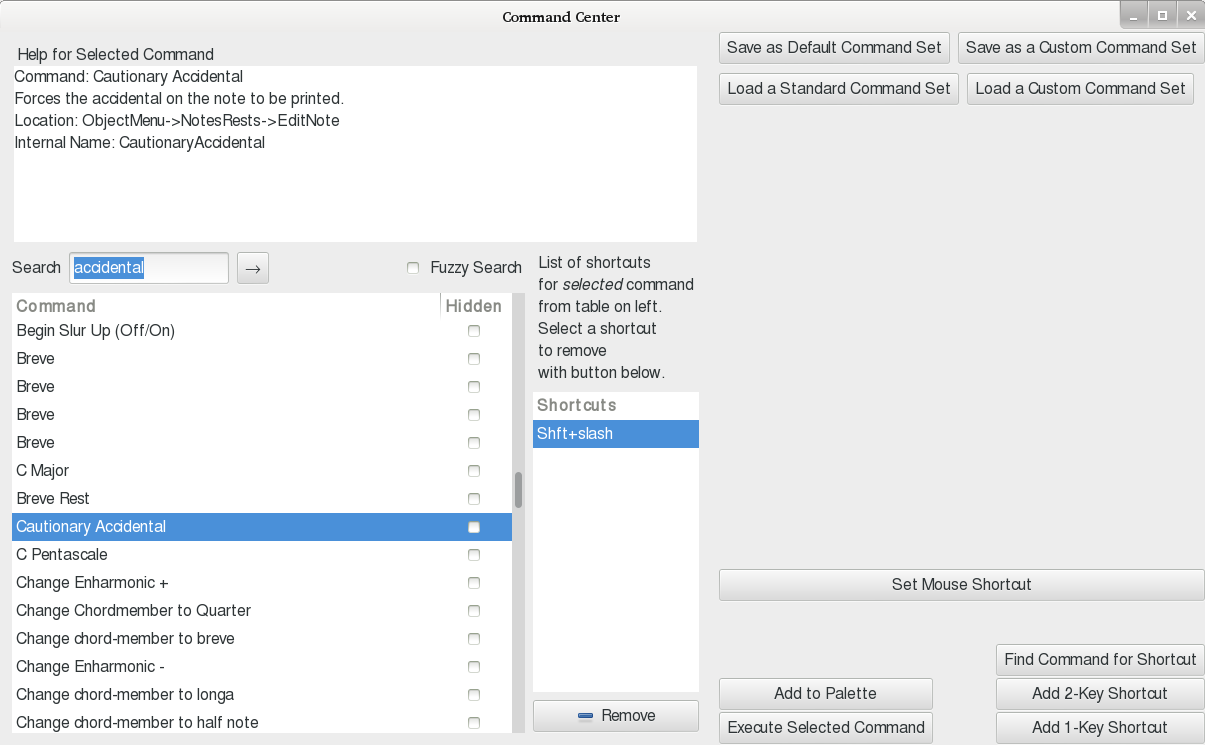 Command Center
Help for Selected Command
Command: Cautionary Accidental
Forces the accidental on the note to be printed.
Location: ObjectMenu->NotesRests->EditNote
Internal Name: CautionaryAccidental
Save as Default Command Set
Save as a Custom Command Set
Load a Standard Command Set
Load a Custom Command Set
Search
accidental
→
Fuzzy Search
Command
Hidden
Begin Slur Up (Off/On)
Breve
Breve
Breve
Breve
C Major
Breve Rest
Cautionary Accidental
C Pentascale
Change Enharmonic +
Change Chordmember to Quarter
Change chord-member to breve
Change Enharmonic -
Change chord-member to longa
Change chord-member to half note
List of shortcuts
for selected command
from table on left.
Select a shortcut
to remove
with button below.
Shortcuts
Shft+slash
Remove
Set Mouse Shortcut
Find Command for Shortcut
Add to Palette
Add 2-Key Shortcut
Execute Selected Command
Add 1-Key Shortcut